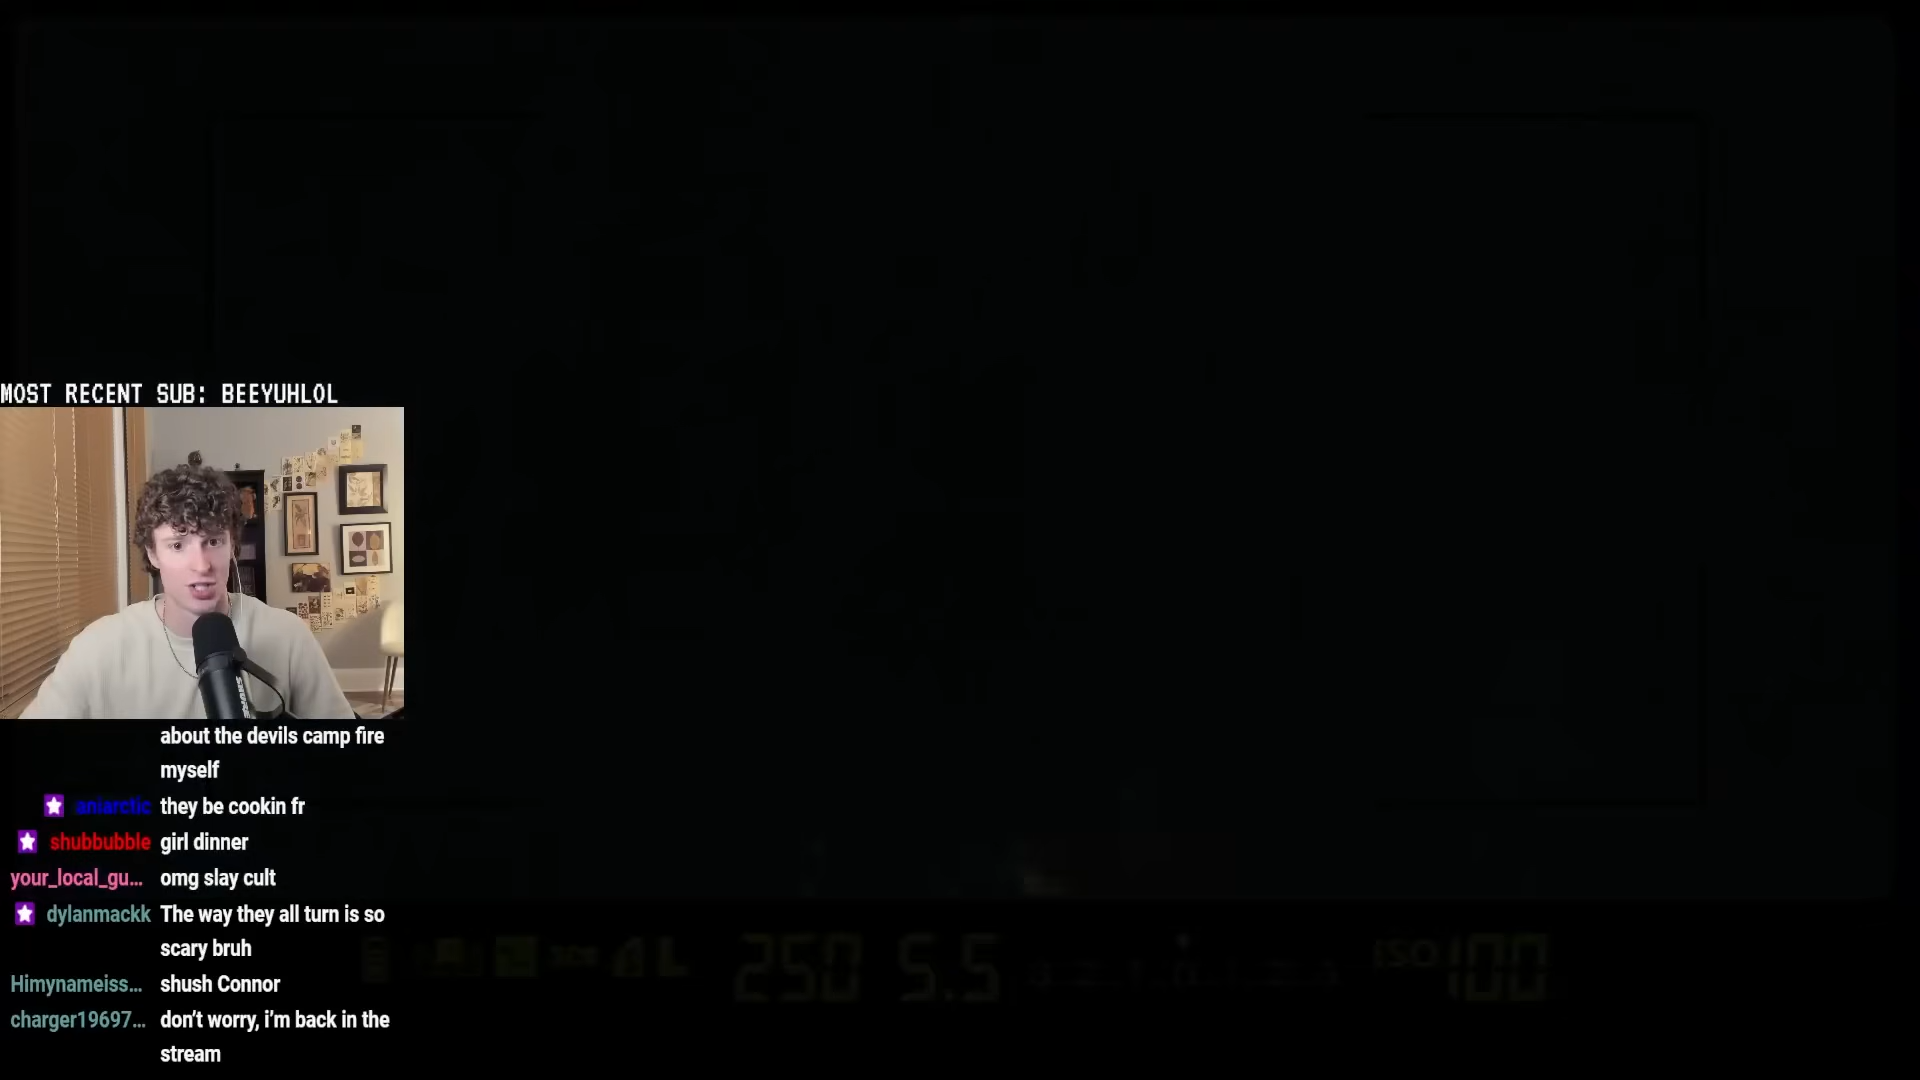 MOST RECENT SUB: BEEYUHLOL
SHURE
about the devils camp fire
myself
aniarctic they be cookin fr
shubbubble girl dinner
your_local_gu... omg slay cult
dylanmackk The way they all turn is so
scary bruh
Himynameiss... shush Connor
charger19697... don’t worry, i’m back in the
stream
250 5.5 ISO 100